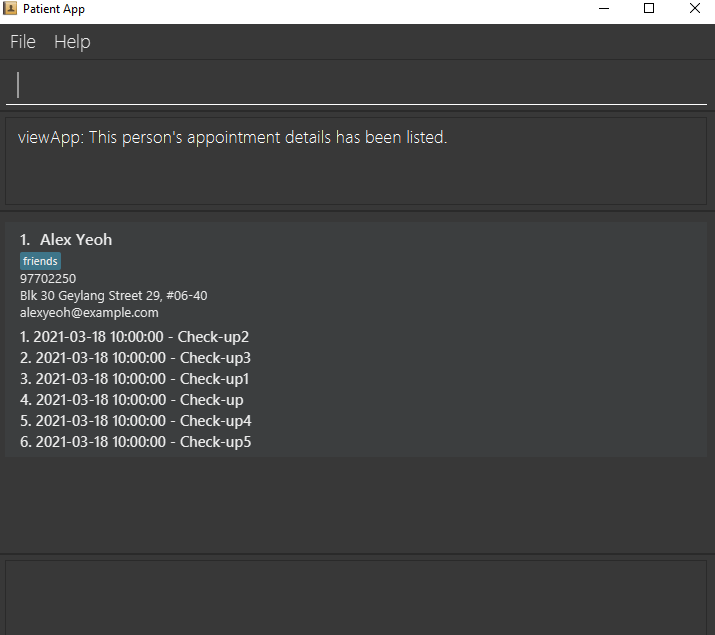 Patient App
File Help
viewApp: This person's appointment details has been listed.
1. Alex Yeoh
friends
97702250
Blk 30 Geylang Street 29, #06-40
alexyeoh@example.com
1. 2021-03-18 10:00:00 - Check-up2
2. 2021-03-18 10:00:00 - Check-up3
3. 2021-03-18 10:00:00 - Check-up1
4. 2021-03-18 10:00:00 - Check-up
5. 2021-03-18 10:00:00 - Check-up4
6. 2021-03-18 10:00:00 - Check-up5